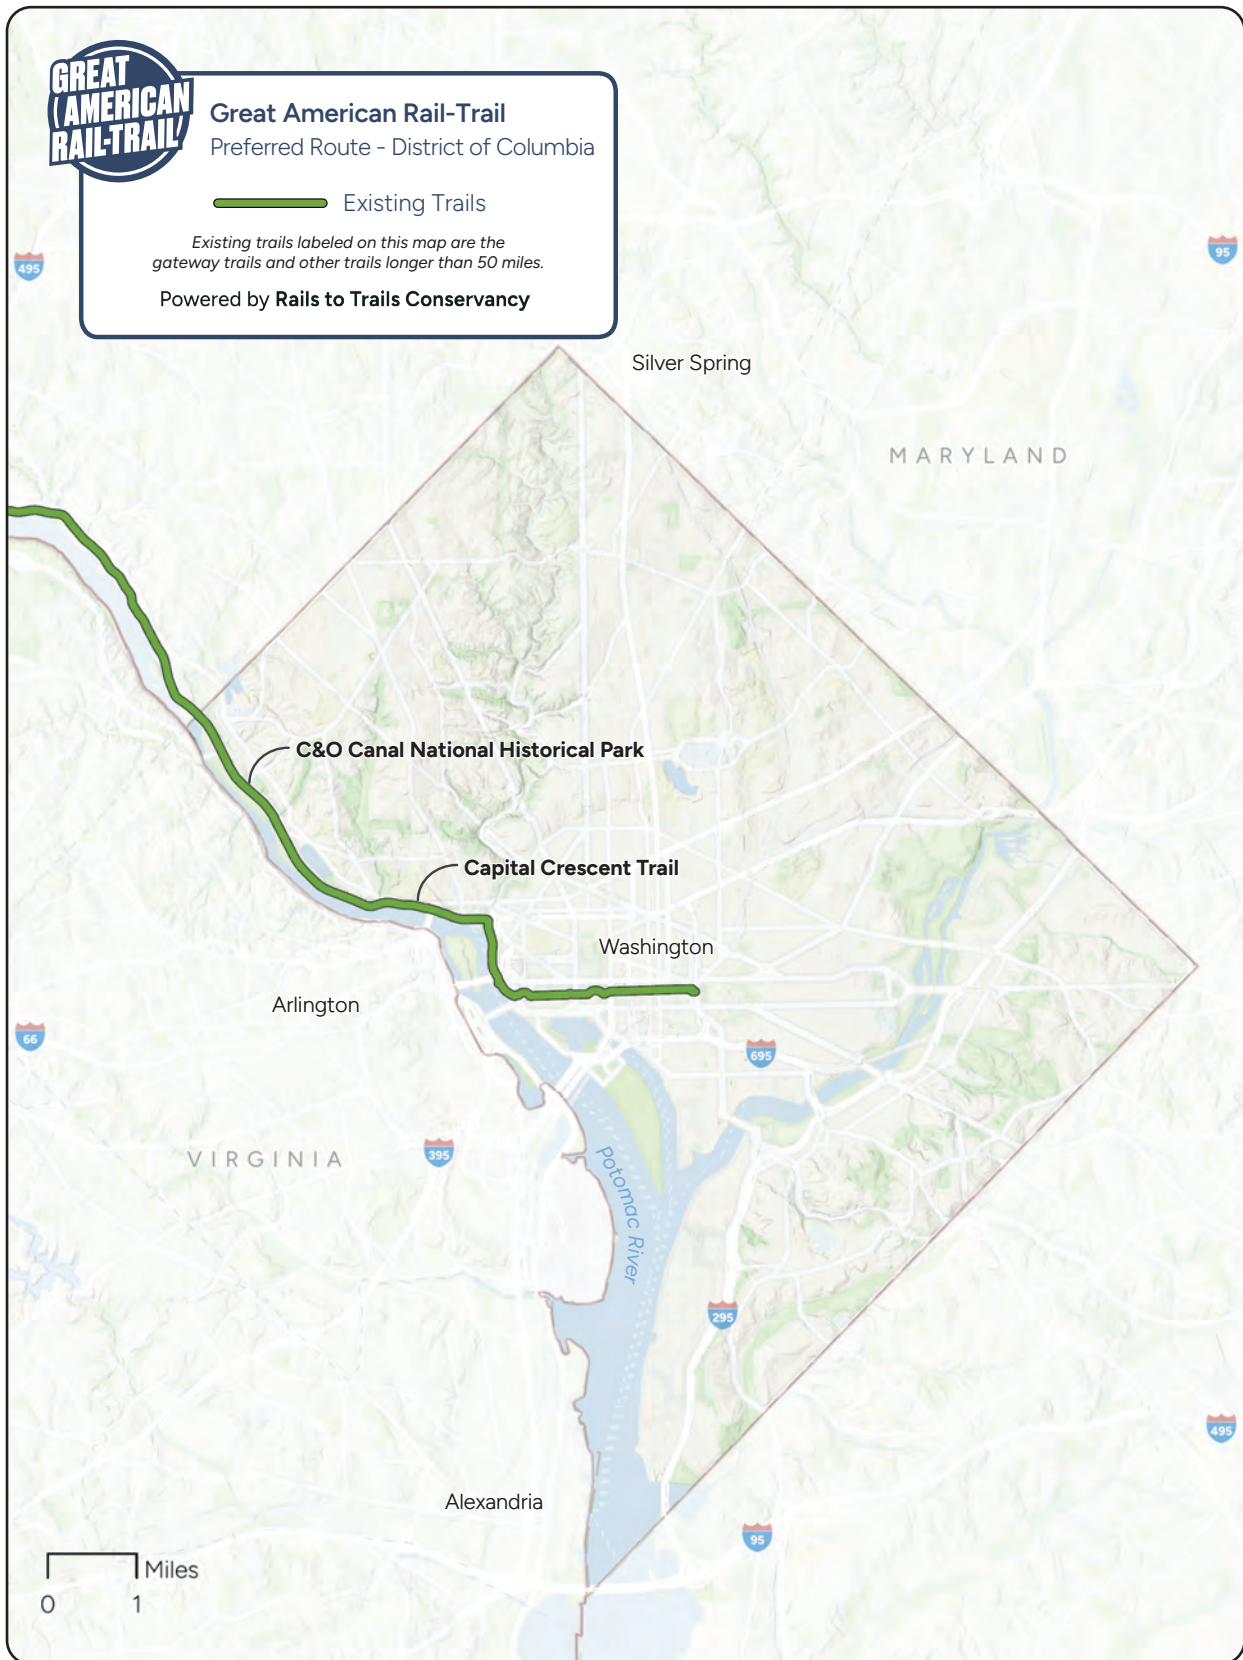 GREAT
AMERICAN
RAIL-TRAIL
Great American Rail-Trail
Preferred Route - District of Columbia
Existing Trails
Existing trails labeled on this map are the
gateway trails and other trails longer than 50 miles.
Powered by Rails to Trails Conservancy
495
95
Silver Spring
MARYLAND
C&O Canal National Historical Park
Capital Crescent Trail
Washington
Arlington
66
695
395
VIRGINIA
Potomac River
295
495
Alexandria
95
Miles
0 1